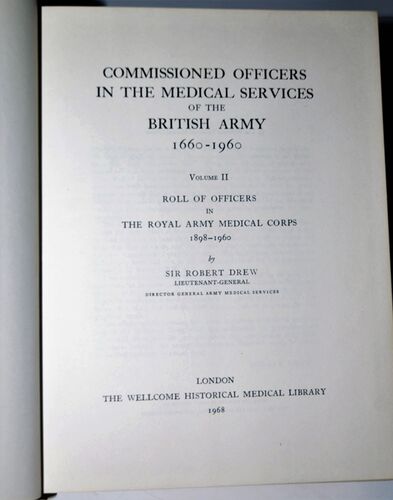 COMMISSIONED OFFICERS
IN THE MEDICAL SERVICES
OF THE
BRITISH ARMY
1660-1960
VOLUME II
ROLL OF OFFICERS
IN
THE ROYAL ARMY MEDICAL CORPS
1898-1960
by
SIR ROBERT DREW
LIEUTENANT-GENERAL
DIRECTOR GENERAL ARMY MEDICAL SERVICES
LONDON
THE WELLCOME HISTORICAL MEDICAL LIBRARY
1968